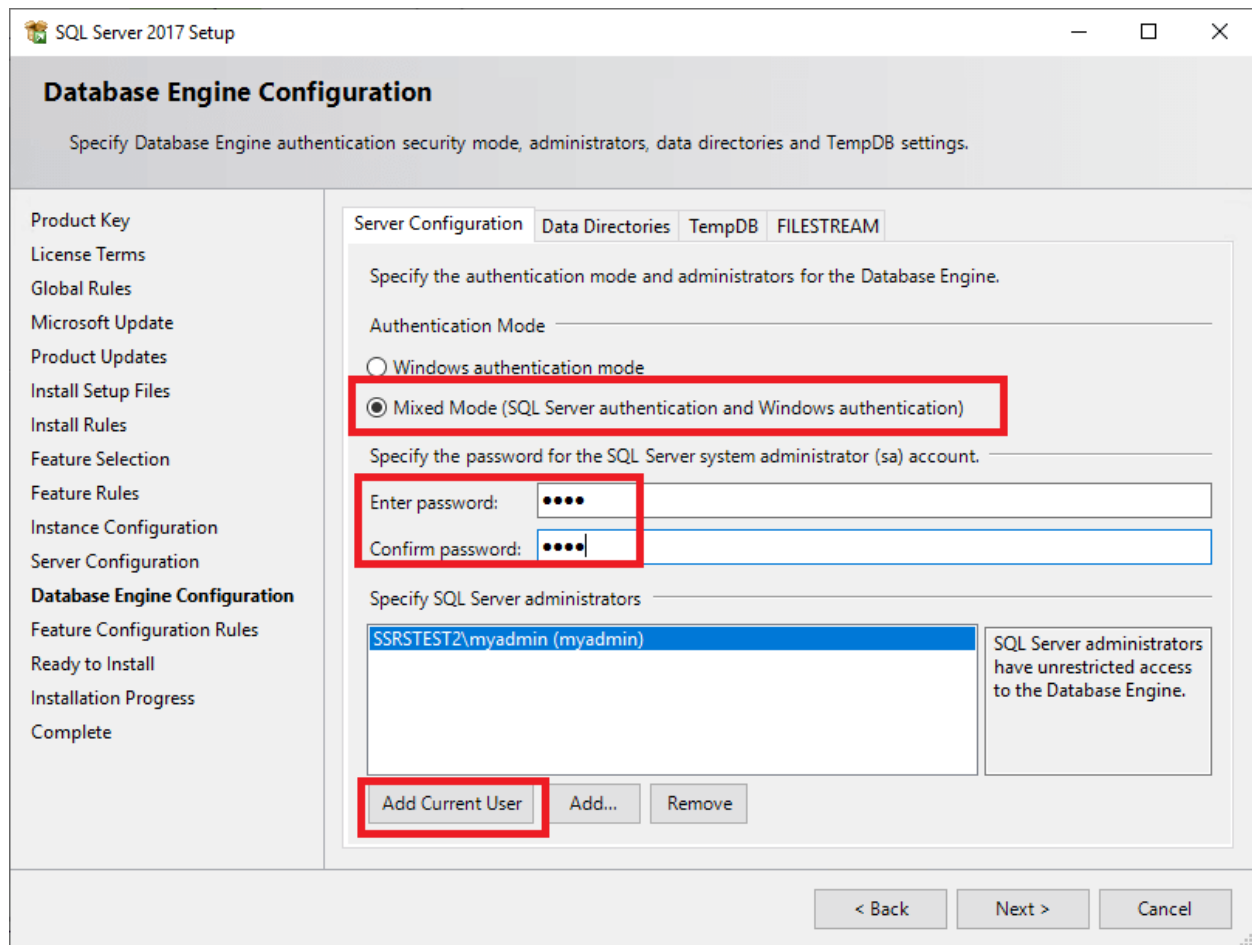 SQL Server 2017 Setup
Database Engine Configuration
Specify Database Engine authentication security mode, administrators, data directories and TempDB settings.
Product Key
License Terms
Global Rules
Microsoft Update
Product Updates
Install Setup Files
Install Rules
Feature Selection
Feature Rules
Instance Configuration
Server Configuration
Database Engine Configuration
Feature Configuration Rules
Ready to Install
Installation Progress
Complete
Server Configuration Data Directories TempDB FILESTREAM
Specify the authentication mode and administrators for the Database Engine.
Authentication Mode
Windows authentication mode
Mixed Mode (SQL Server authentication and Windows authentication)
Specify the password for the SQL Server system administrator (sa) account.
Enter password: ••••
Confirm password: ••••
Specify SQL Server administrators
SSRSTEST2\myadmin (myadmin)
SQL Server administrators
have unrestricted access
to the Database Engine.
Add Current User Add... Remove
< Back Next > Cancel